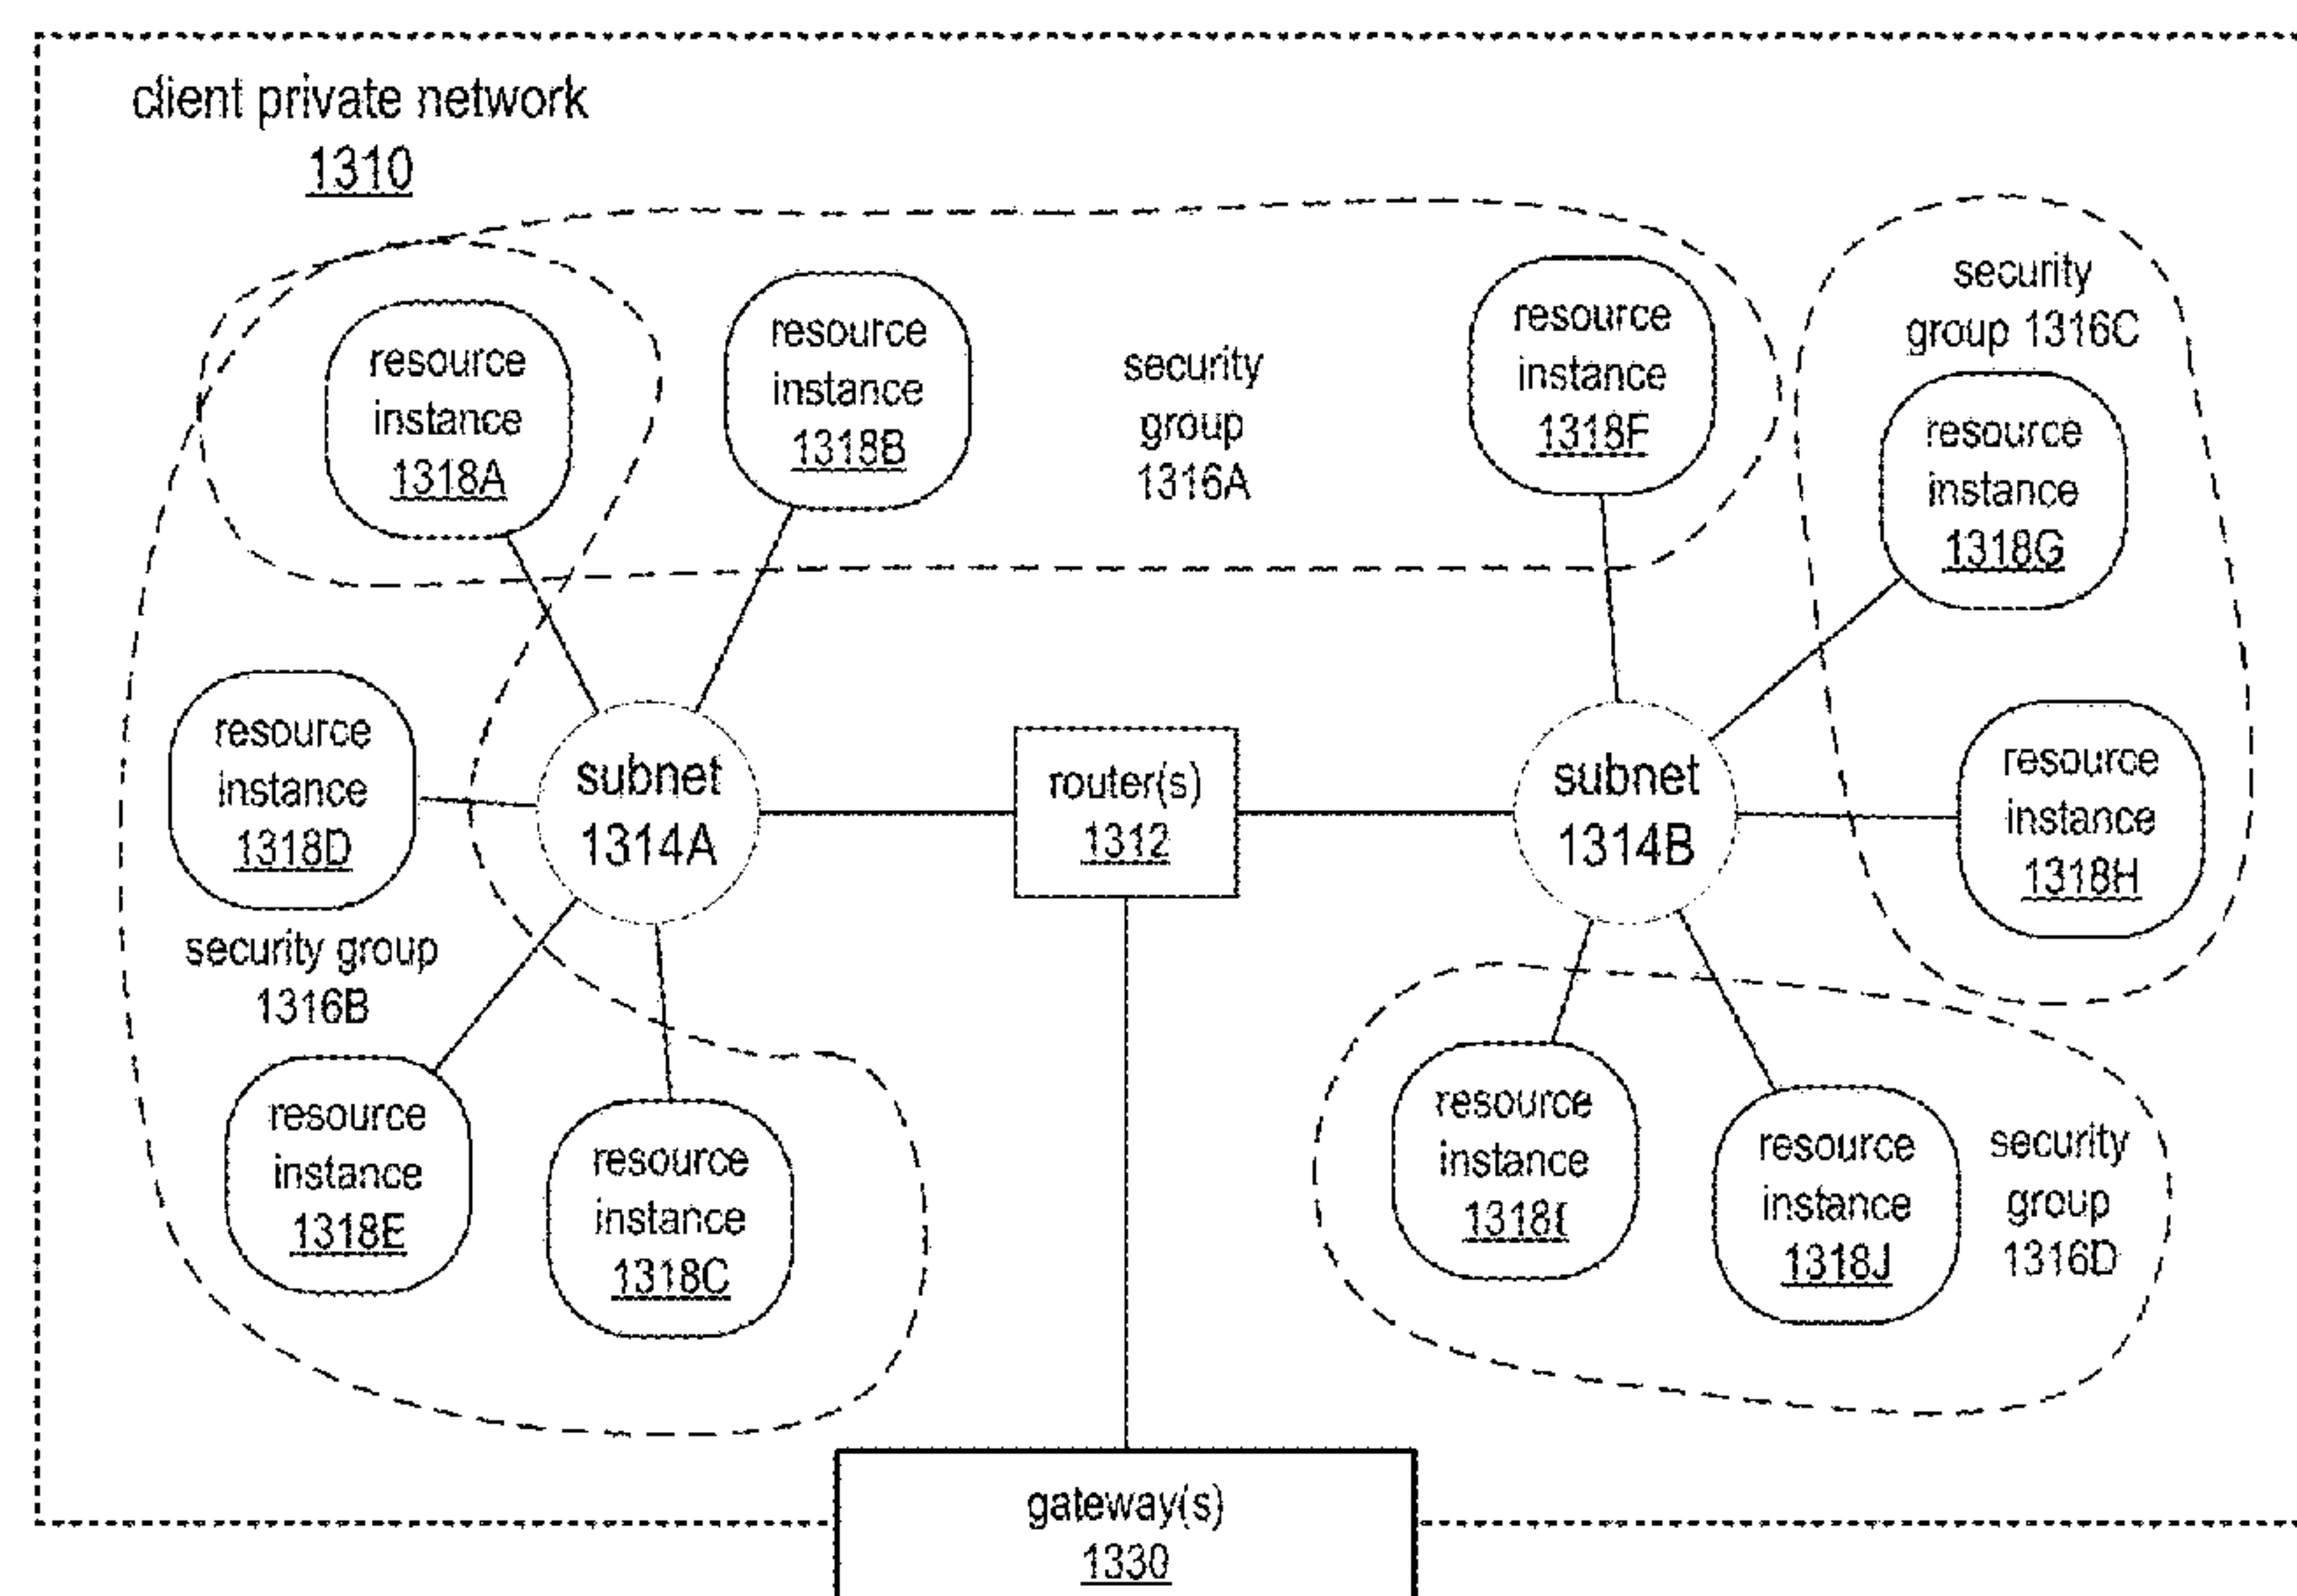 client private network
1310
resource
instance
1318A
resource
instance
1318B
security
group
1316A
resource
instance
1318F
security
group 1316C
resource
instance
1318G
resource
instance
1318D
subnet
1314A
router(s)
1312
subnet
1314B
resource
instance
1318H
security group
1316B
resource
instance
1318E
resource
instance
1318C
resource
instance
1318I
resource
instance
1318J
security
group
1316D
gateway(s)
1330